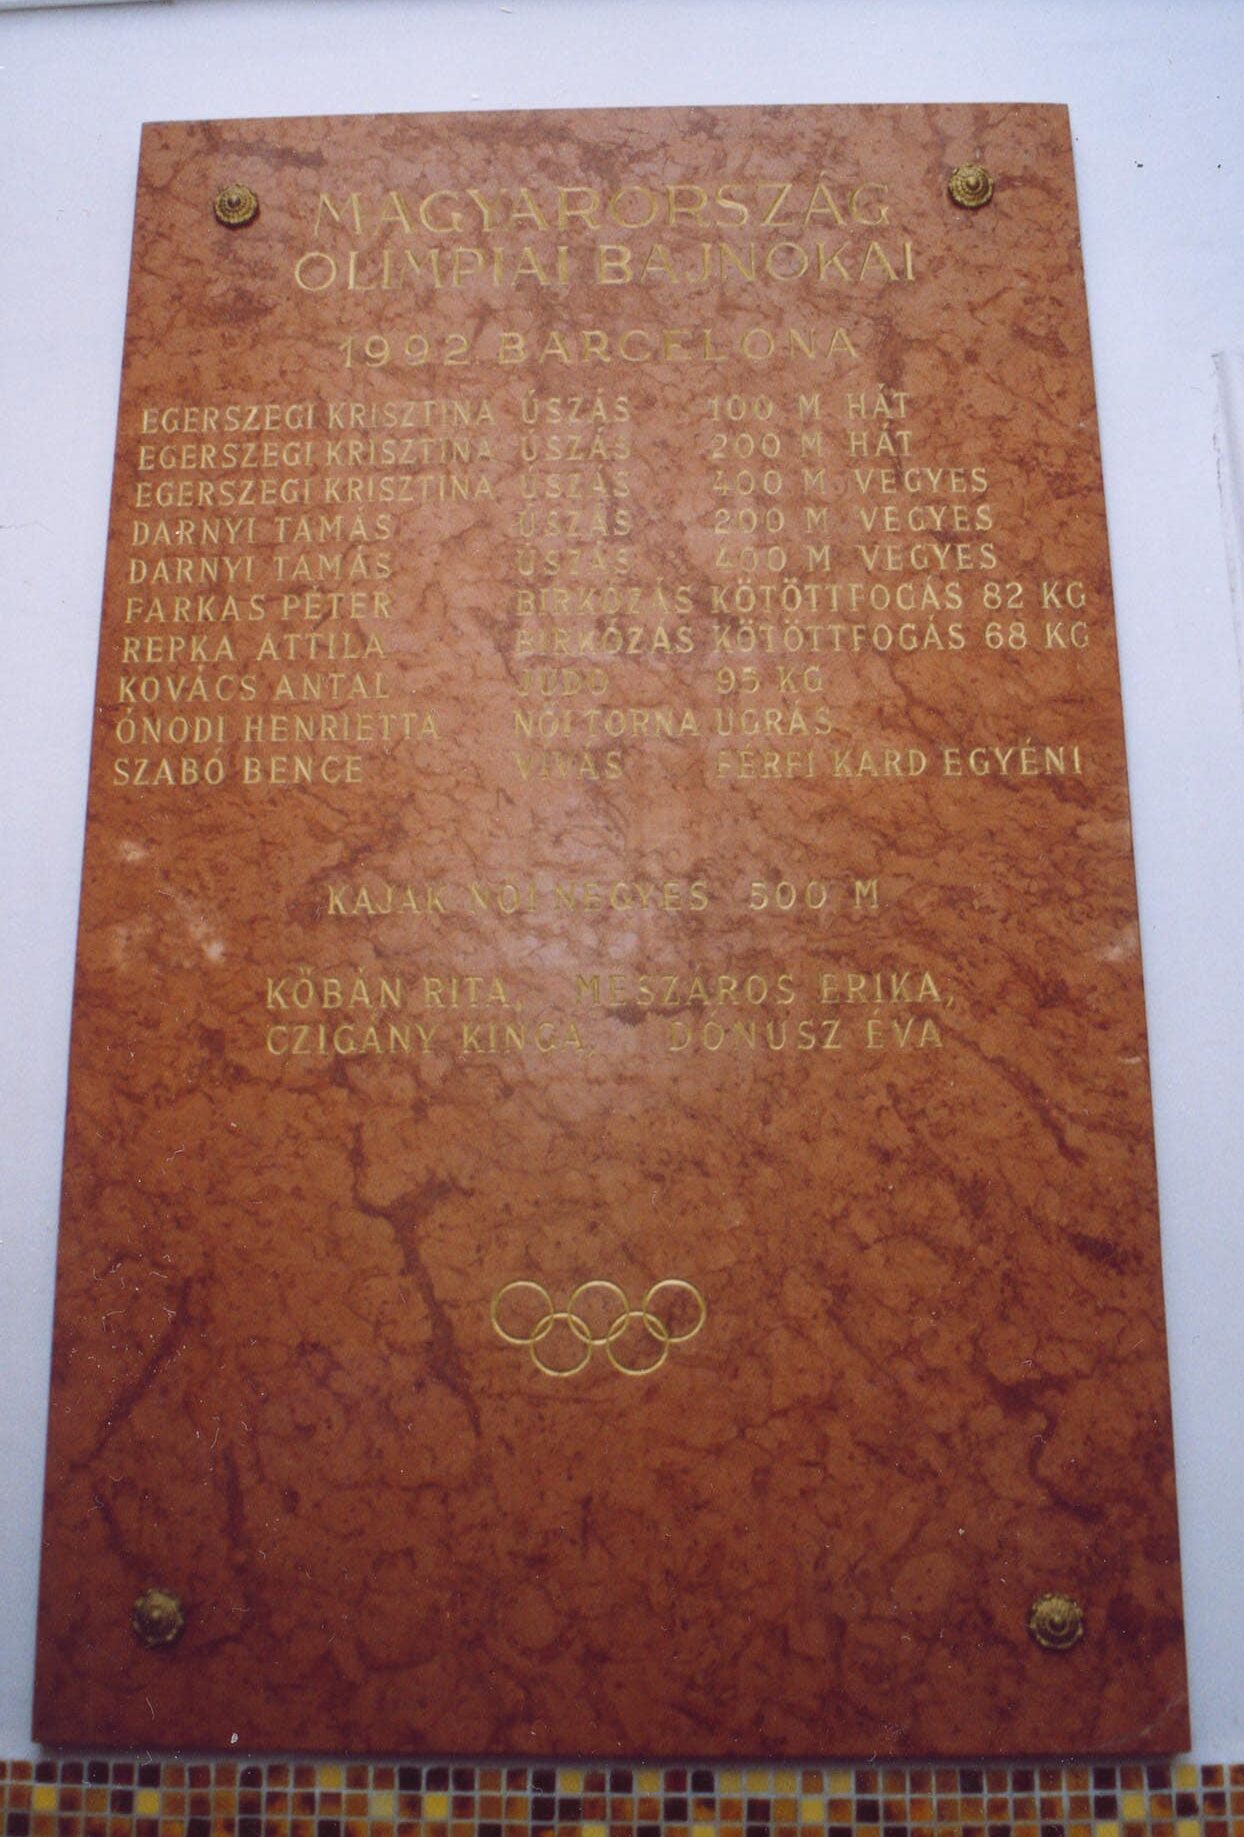 MAGYARORSZÁG
OLIMPIAI BAJNOKAI
1992 BARCELONA
EGERSZEGI KRISZTINA ÚSZÁS 100 M HÁT
EGERSZEGI KRISZTINA ÚSZÁS 200 M HÁT
EGERSZEGI KRISZTINA ÚSZÁS 400 M VEGYES
DARNYI TAMÁS ÚSZÁS 200 M VEGYES
DARNYI TAMÁS ÚSZÁS 400 M VEGYES
FARKAS PÉTER BIRKÓZÁS KÖTÖTTFOGÁS 82 KG
REPKA ATTILA BIRKÓZÁS KÖTÖTTFOGÁS 68 KG
KOVÁCS ANTAL JUDO 95 KG
ÓNODI HENRIETTA NŐI TORNA UGRÁS
SZABÓ BENCE VÍVÁS FÉRFI KARD EGYÉNI
KAJAK NŐI NÉGYES 500 M
KŐBÁN RITA, MÉSZÁROS ERIKA,
CZIGÁNY KINGA, DÓNUSZ ÉVA